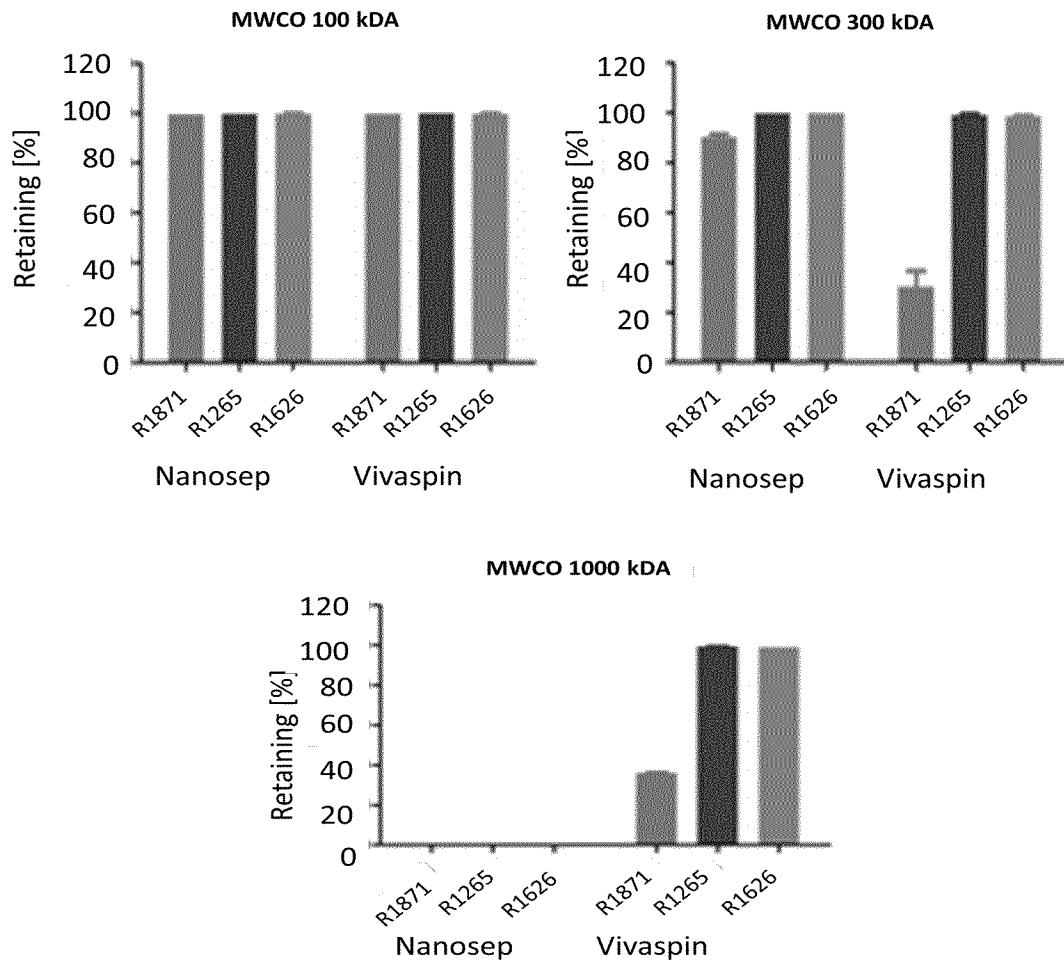 MWCO 100 kDA
Retaining [%]
120
100
80
60
40
20
0
R1871
R1265
R1626
R1871
R1265
R1626
Nanosep
Vivaspin
MWCO 300 kDA
Retaining [%]
120
100
80
60
40
20
0
R1871
R1265
R1626
R1871
R1265
R1626
Nanosep
Vivaspin
MWCO 1000 kDA
Retaining [%]
120
100
80
60
40
20
0
R1871
R1265
R1626
R1871
R1265
R1626
Nanosep
Vivaspin